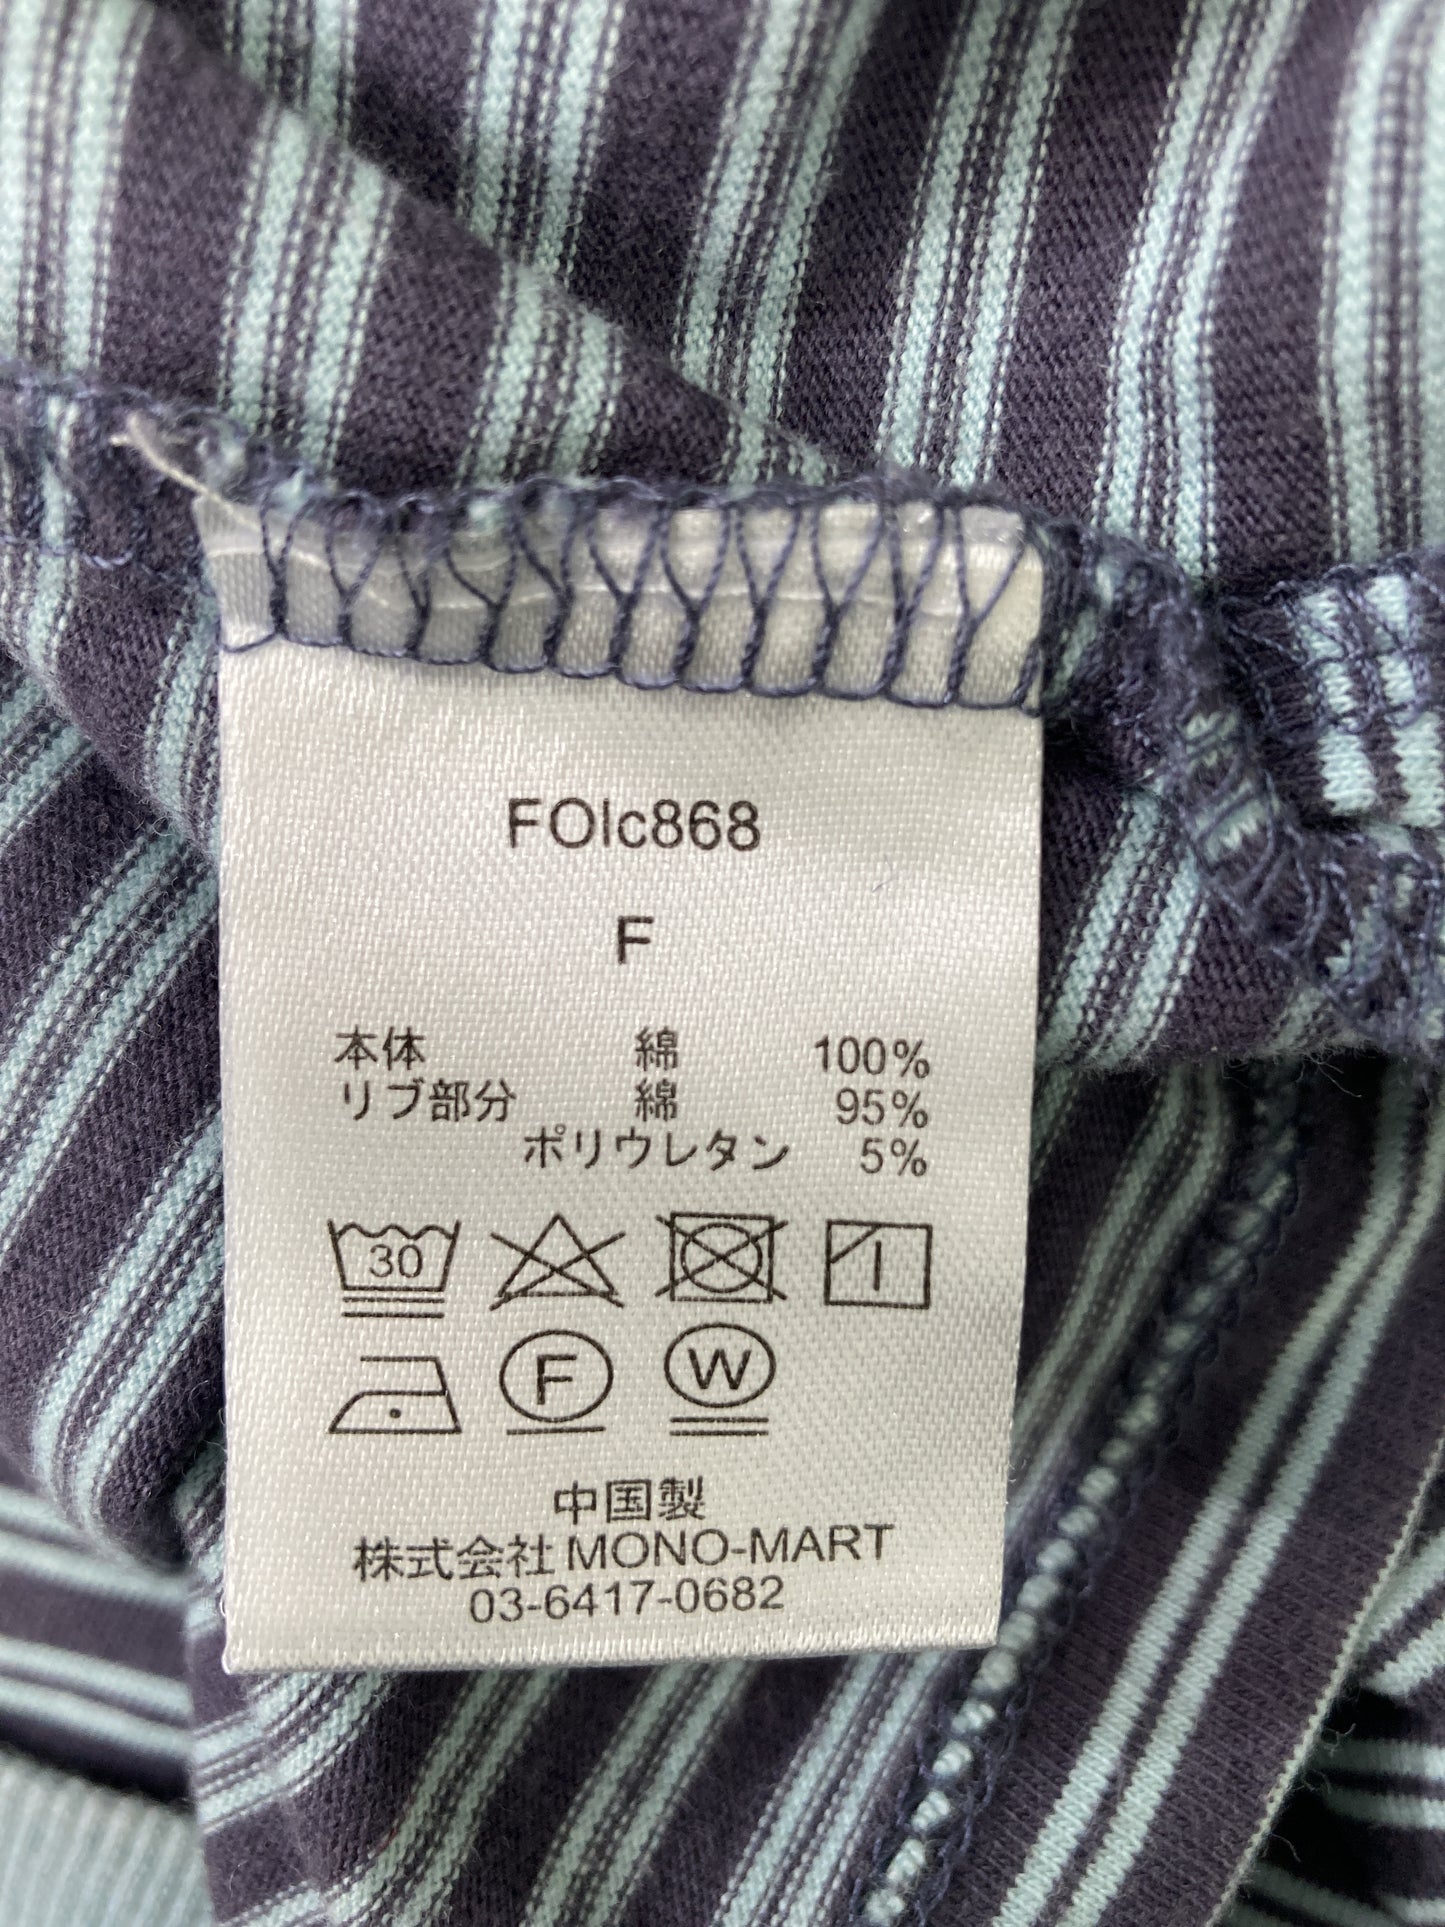 FOlc868
F
本体 綿 100%
リブ部分 綿 95%
ポリウレタン 5%
30
F W
中国製
株式会社 MONO-MART
03-6417-0682